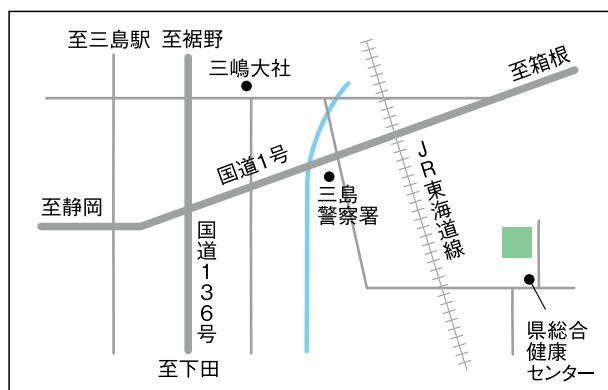 至三島駅
至裾野
三嶋大社
至箱根
国道1号
JR東海道線
三島
警察署
至静岡
国道136号
県総合
健康
センター
至下田